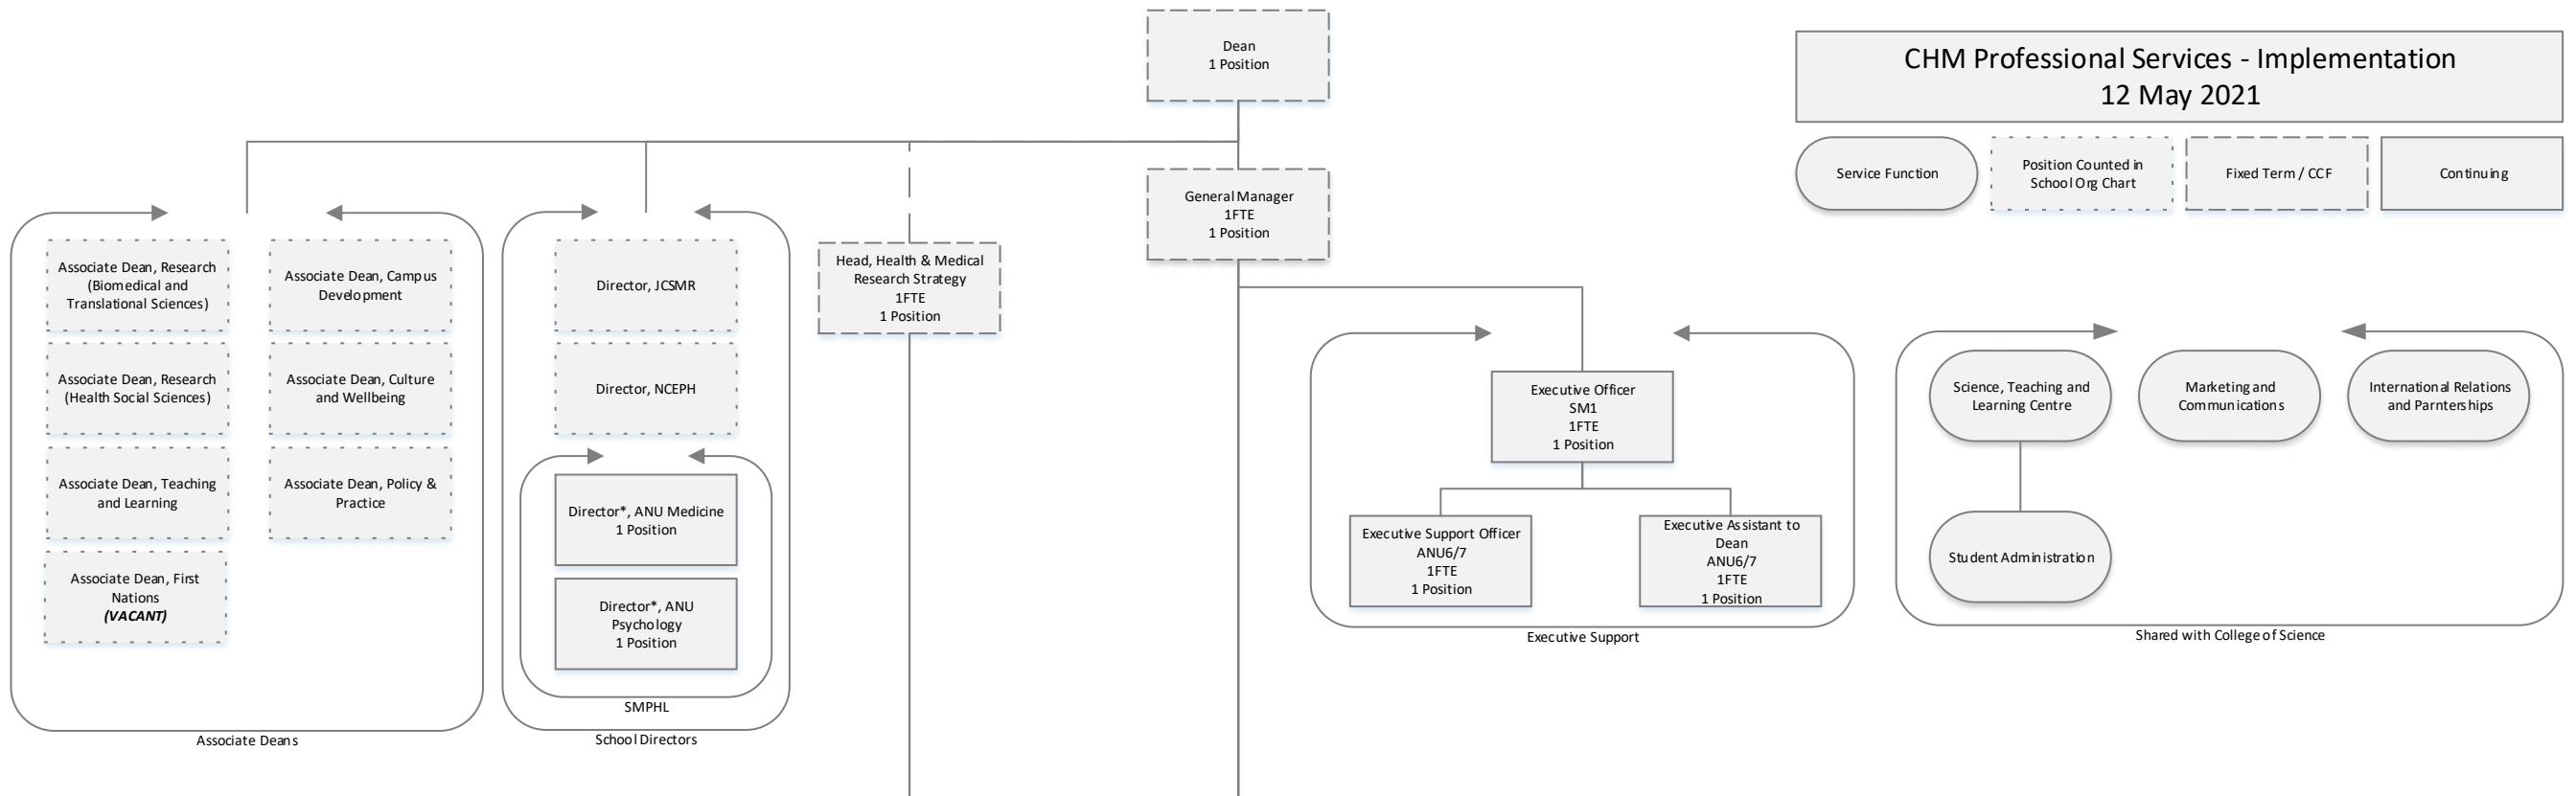 Dean
1 Position
CHM Professional Services - Implementation
12 May 2021
Service Function
Position Counted in
School Org Chart
Fixed Term / CCF
Continuing
General Manager
1FTE
1 Position
Associate Dean, Research
(Biomedical and
Translational Sciences)
Associate Dean, Campus
Development
Associate Dean, Research
(Health Social Sciences)
Associate Dean, Culture
and Wellbeing
Associate Dean, Teaching
and Learning
Associate Dean, Policy &
Practice
Associate Dean, First
Nations
(VACANT)
Associate Deans
Director, JCSMR
Director, NCEPH
Director*, ANU Medicine
1 Position
Director*, ANU
Psychology
1 Position
SMPHL
School Directors
Head, Health & Medical
Research Strategy
1FTE
1 Position
Executive Officer
SM1
1FTE
1 Position
Executive Support Officer
ANU6/7
1FTE
1 Position
Executive Assistant to
Dean
ANU6/7
1FTE
1 Position
Executive Support
Science, Teaching and
Learning Centre
Marketing and
Communications
International Relations
and Parnterships
Student Administration
Shared with College of Science